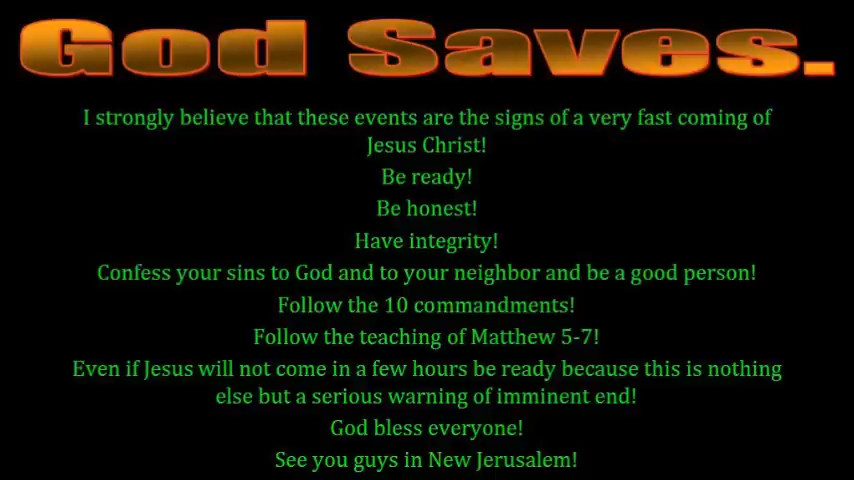 God Saves.
I strongly believe that these events are the signs of a very fast coming of
Jesus Christ!
Be ready!
Be honest!
Have integrity!
Confess your sins to God and to your neighbor and be a good person!
Follow the 10 commandments!
Follow the teaching of Matthew 5-7!
Even if Jesus will not come in a few hours be ready because this is nothing
else but a serious warning of imminent end!
God bless everyone!
See you guys in New Jerusalem!